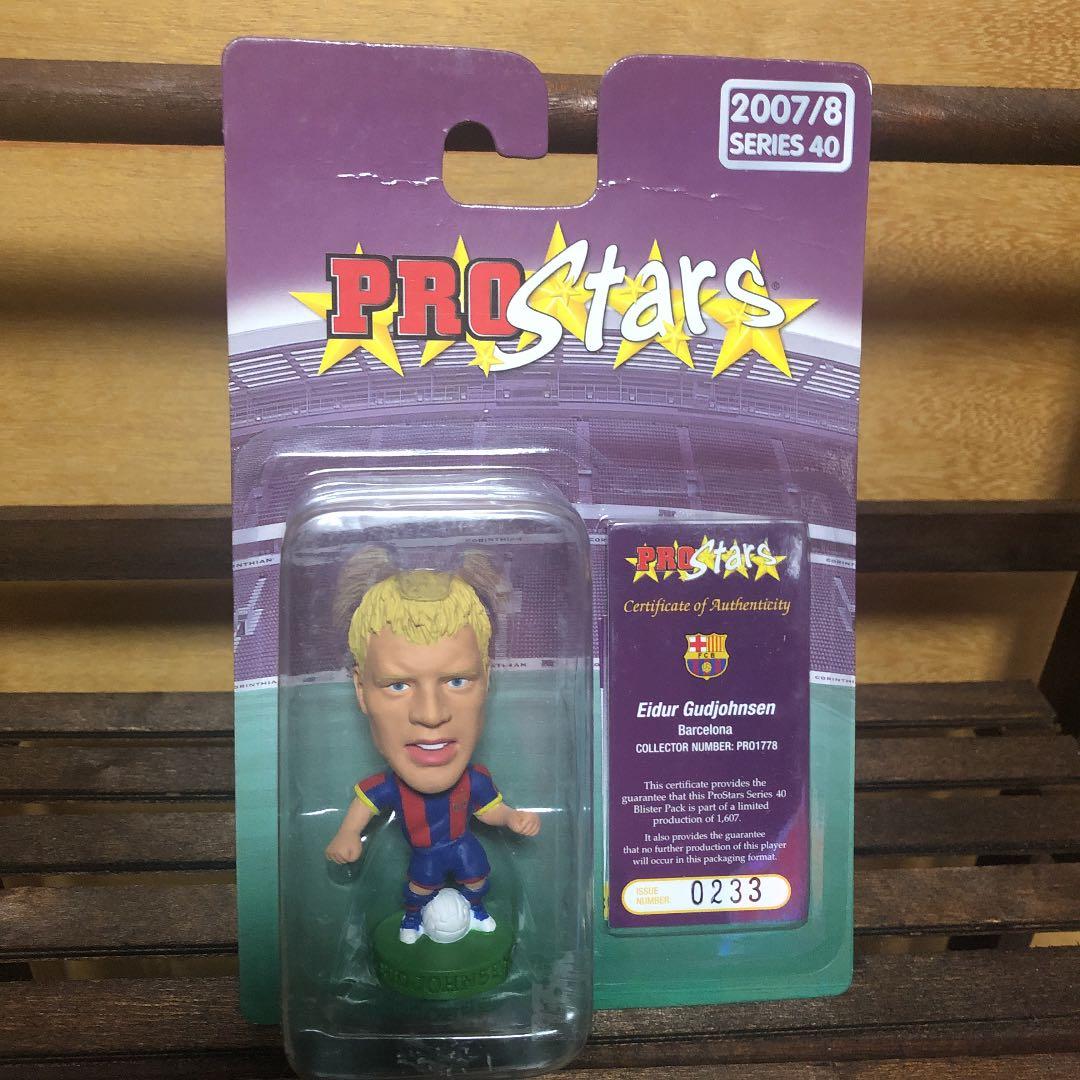 2007/8
SERIES 40
PROStars®
PROStars
Certificate of Authenticity
FCB
Eidur Gudjohnsen
Barcelona
COLLECTOR NUMBER: PRO1778
This certificate provides the
guarantee that this ProStars Series 40
Blister Pack is part of a limited
production of 1,607.
It also provides the guarantee
that no further production of this player
will occur in this packaging format.
ISSUE
NUMBER
0233
CORINTHIAN